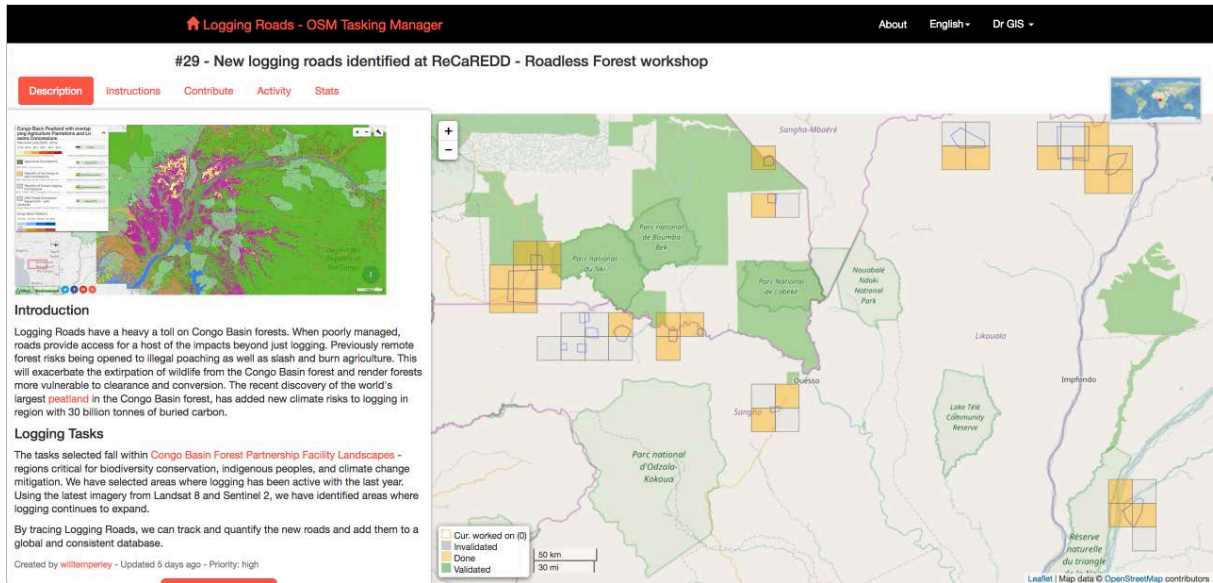 Logging Roads - OSM Tasking Manager
About
English
Dr GIS
#29 - New logging roads identified at ReCaREDD - Roadless Forest workshop
Description
Instructions
Contribute
Activity
Stats
Congo Basin Peatland with overlap
ping Agriculture Plantations and Lo
Introduction
Logging Roads have a heavy a toll on Congo Basin forests. When poorly managed,
roads provide access for a host of the impacts beyond just logging. Previously remote
forest risks being opened to illegal poaching as well as slash and burn agriculture. This
will exacerbate the extirpation of wildlife from the Congo Basin forest and render forests
more vulnerable to clearance and conversion. The recent discovery of the world's
largest peatland in the Congo Basin forest, has added new climate risks to logging in
region with 30 billion tonnes of buried carbon.
Logging Tasks
The tasks selected fall within Congo Basin Forest Partnership Facility Landscapes -
regions critical for biodiversity conservation, indigenous peoples, and climate change
mitigation. We have selected areas where logging has been active with the last year.
Using the latest imagery from Landsat 8 and Sentinel 2, we have identified areas where
logging continues to expand.
By tracing Logging Roads, we can track and quantify the new roads and add them to a
global and consistent database.
Created by willtemperley - Updated 5 days ago - Priority: high
+
−
Sangha-Mbaéré
Parc national
de Boumba
Bek
Parc national
du Nki
Parc National
de Lobéké
Nouabalé
Ndoki
National
Park
Likouala
Ouésso
Impfondo
Sangha
Lake Télé
Community
Reserve
Parc national
d'Odzala-
Kokoua
Réserve
naturelle
du triangle
Cur. worked on (0)
Invalidated
Done
Validated
50 km
30 mi
Leaflet | Map data © OpenStreetMap contributors